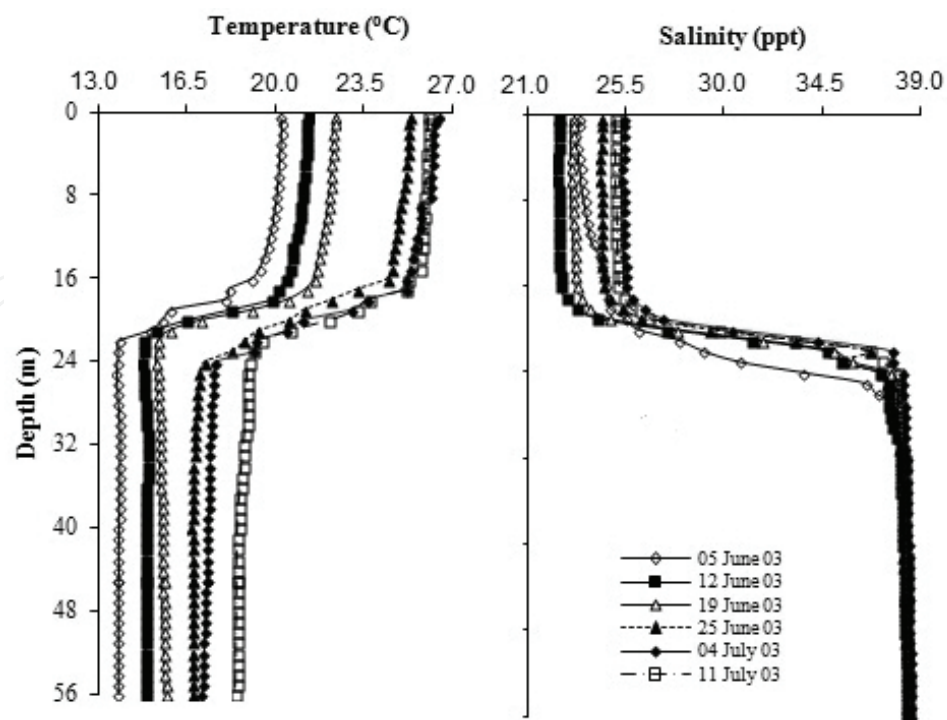 Temperature (⁰C)
Salinity (ppt)
13.0 16.5 20.0 23.5 27.0
21.0 25.5 30.0 34.5 39.0
0
8
16
24
32
40
48
56
Depth (m)
05 June 03
12 June 03
19 June 03
25 June 03
04 July 03
11 July 03